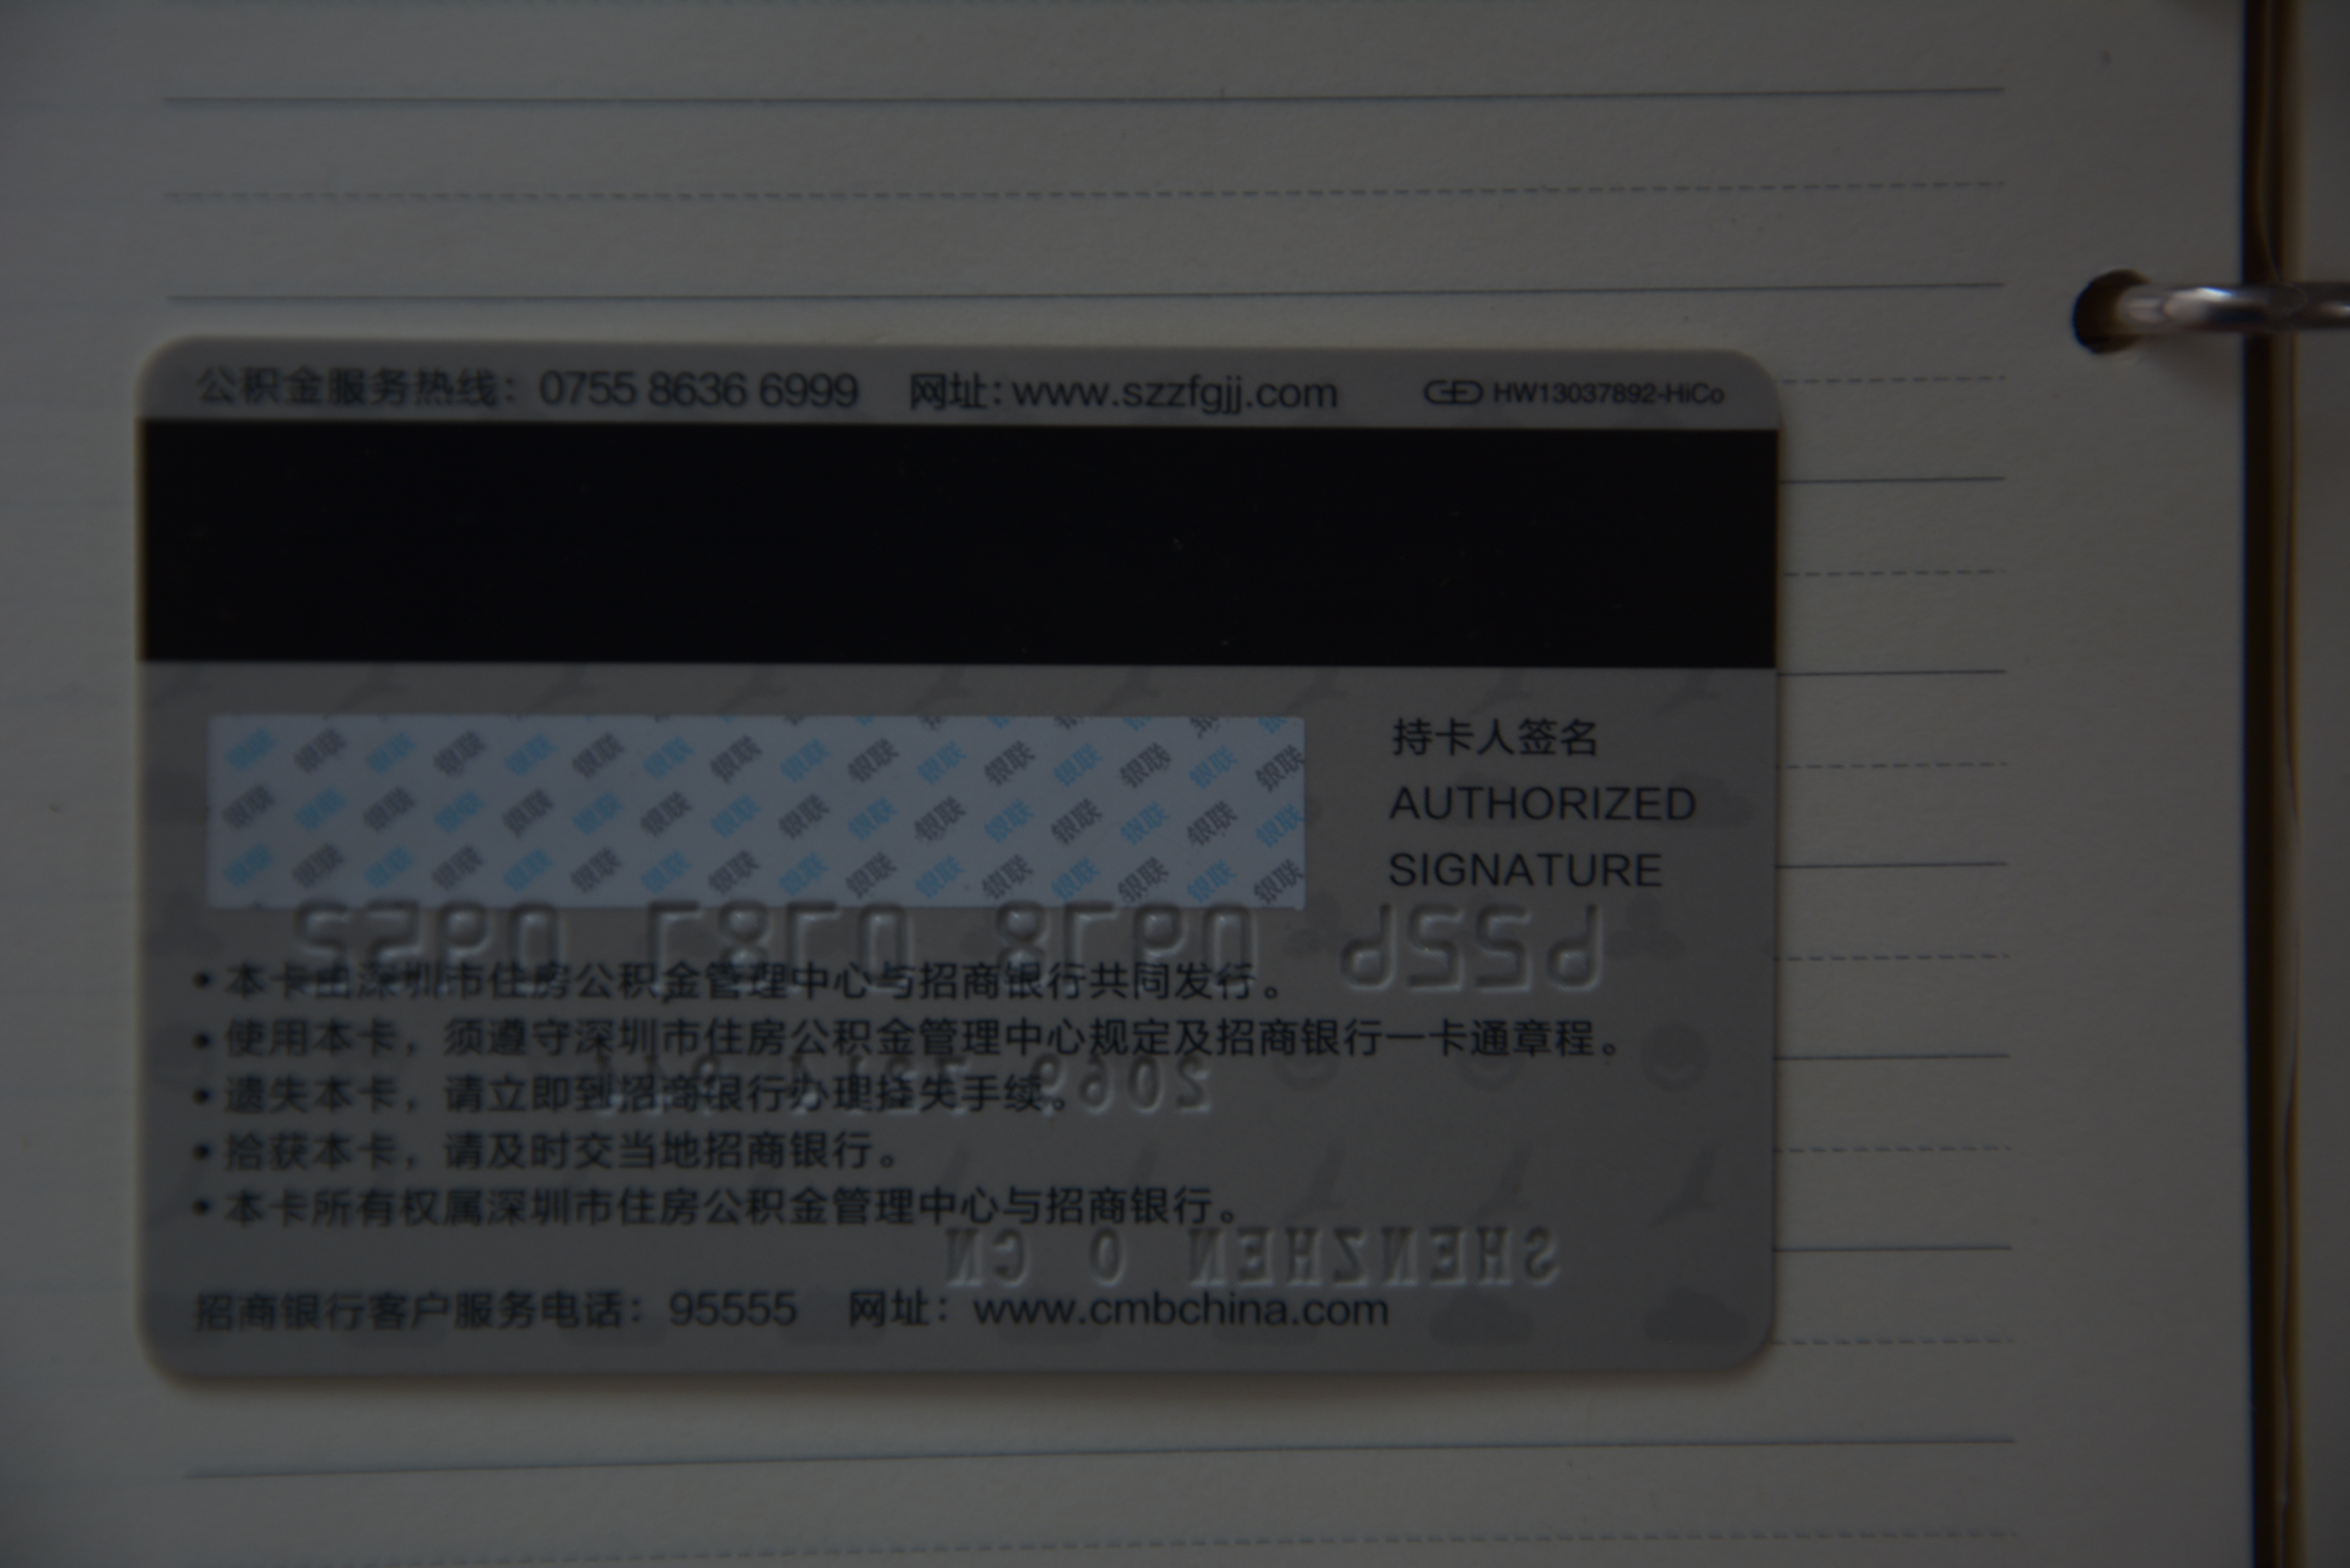 公积金服务热线：0755 8636 6999 网址：www.szzfgjj.com GD HW13037892-HiCo
持卡人签名
AUTHORIZED
SIGNATURE
• 本卡由深圳市住房公积金管理中心与招商银行共同发行。
• 使用本卡，须遵守深圳市住房公积金管理中心规定及招商银行一卡通章程。
• 遗失本卡，请立即到招商银行办理挂失手续。
• 拾获本卡，请及时交当地招商银行。
• 本卡所有权属深圳市住房公积金管理中心与招商银行。
招商银行客户服务电话：95555 网址：www.cmbchina.com